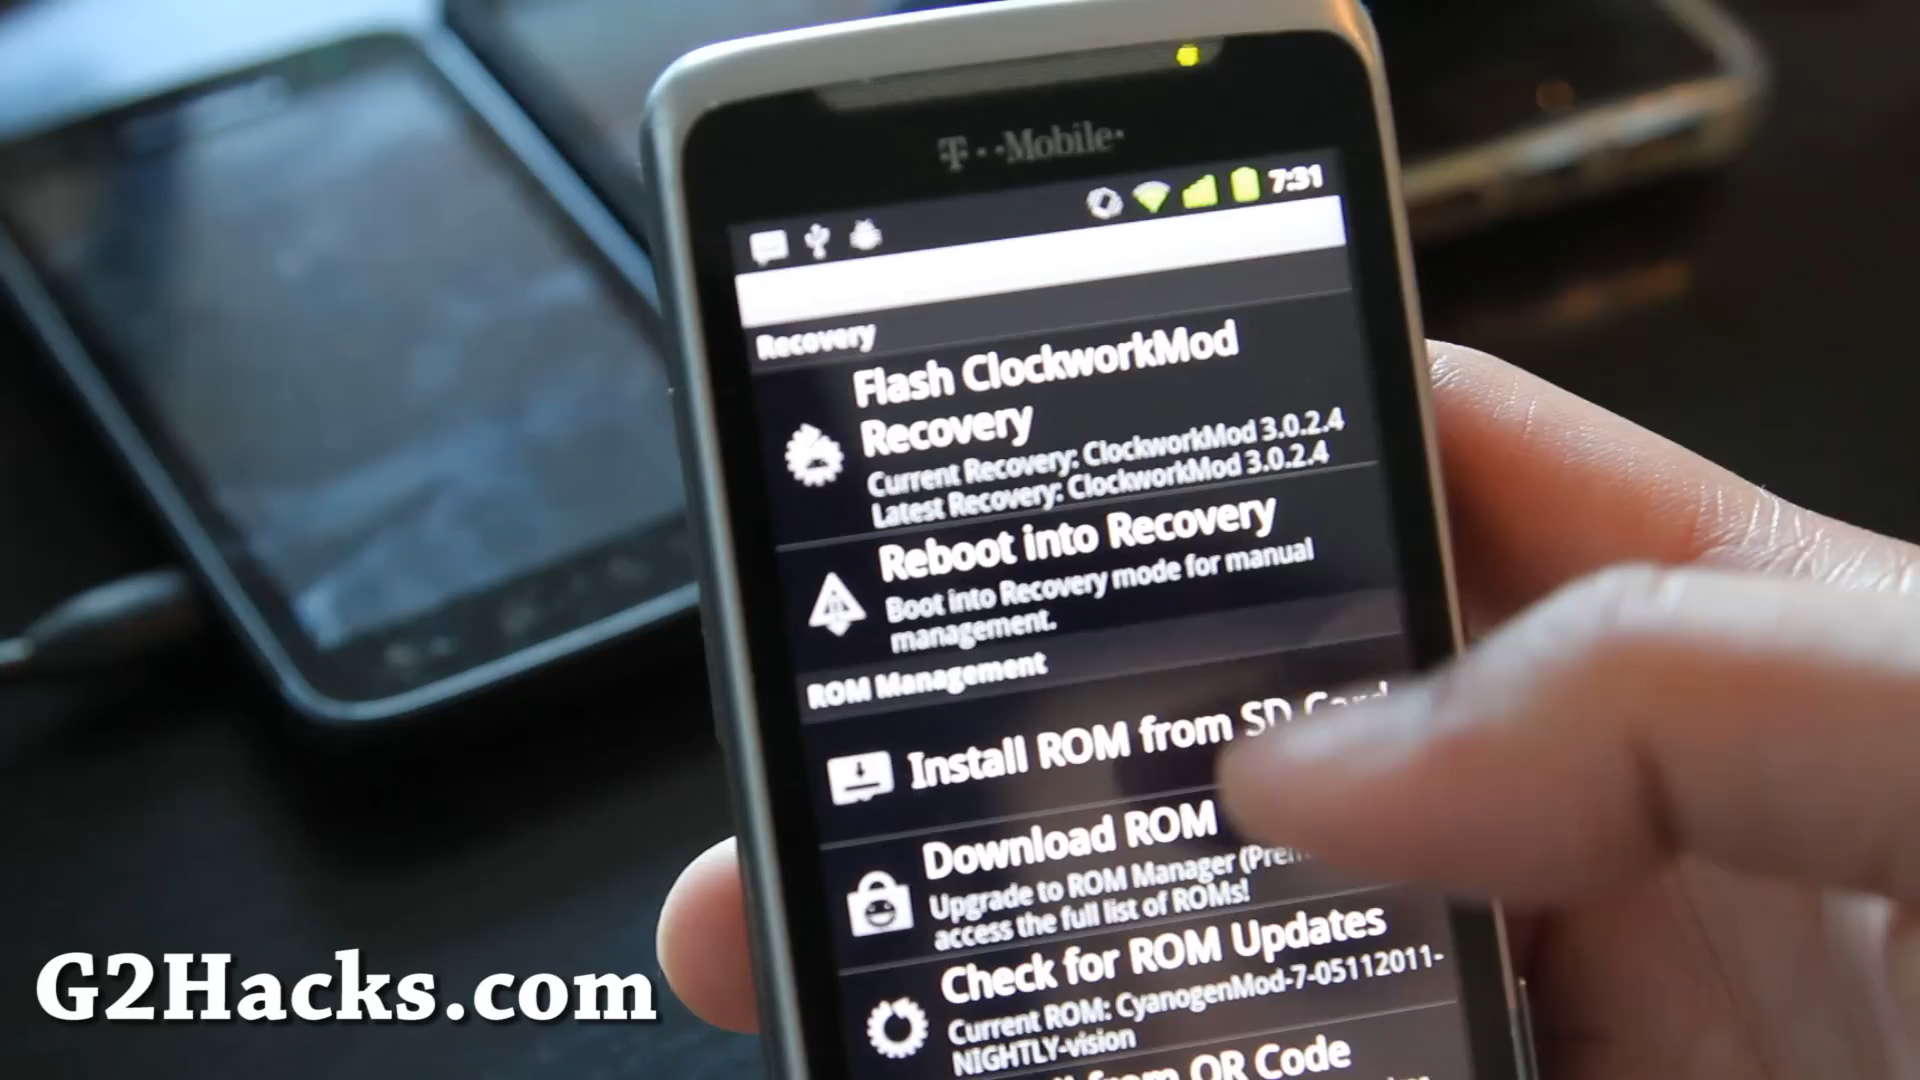 T··Mobile·
7:31
Recovery
Flash ClockworkMod
Recovery
Current Recovery: ClockworkMod 3.0.2.4
Latest Recovery: ClockworkMod 3.0.2.4
Reboot into Recovery
Boot into Recovery mode for manual
management.
ROM Management
Install ROM from SD Card
Download ROM
Upgrade to ROM Manager
access the full list of ROMs!
Check for ROM Updates
Current ROM: CyanogenMod-7-05112011-
NIGHTLY-vision
from QR Code
G2Hacks.com